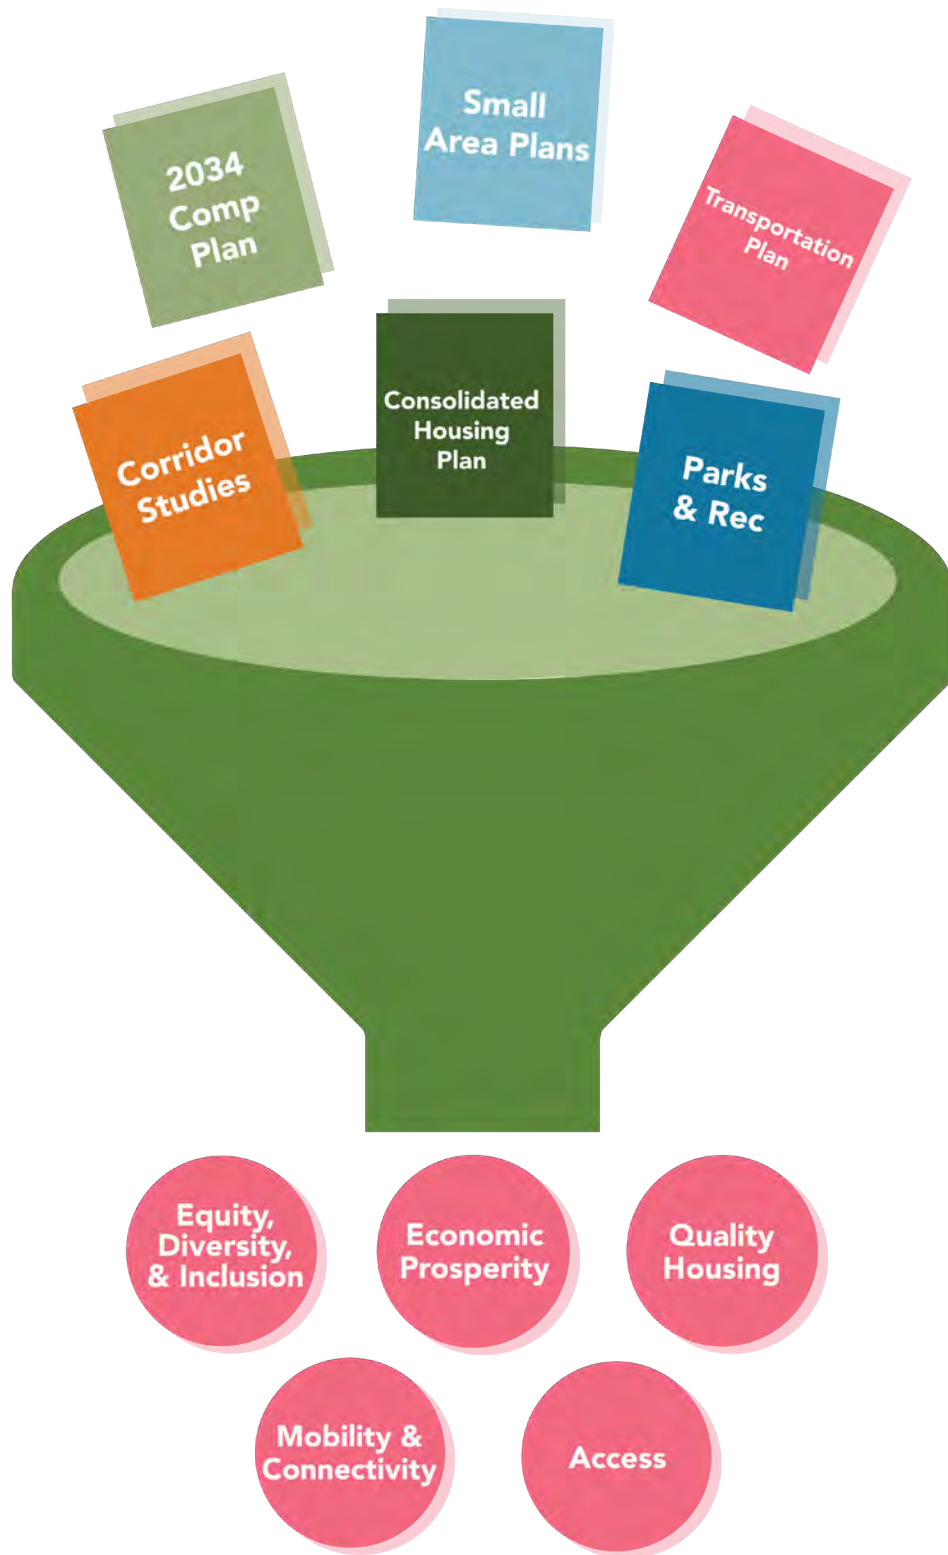 Small
Area Plans
2034
Comp
Plan
Transportation
Plan
Consolidated
Housing
Plan
Corridor
Studies
Parks
& Rec
Equity,
Diversity,
& Inclusion
Economic
Prosperity
Quality
Housing
Mobility &
Connectivity
Access